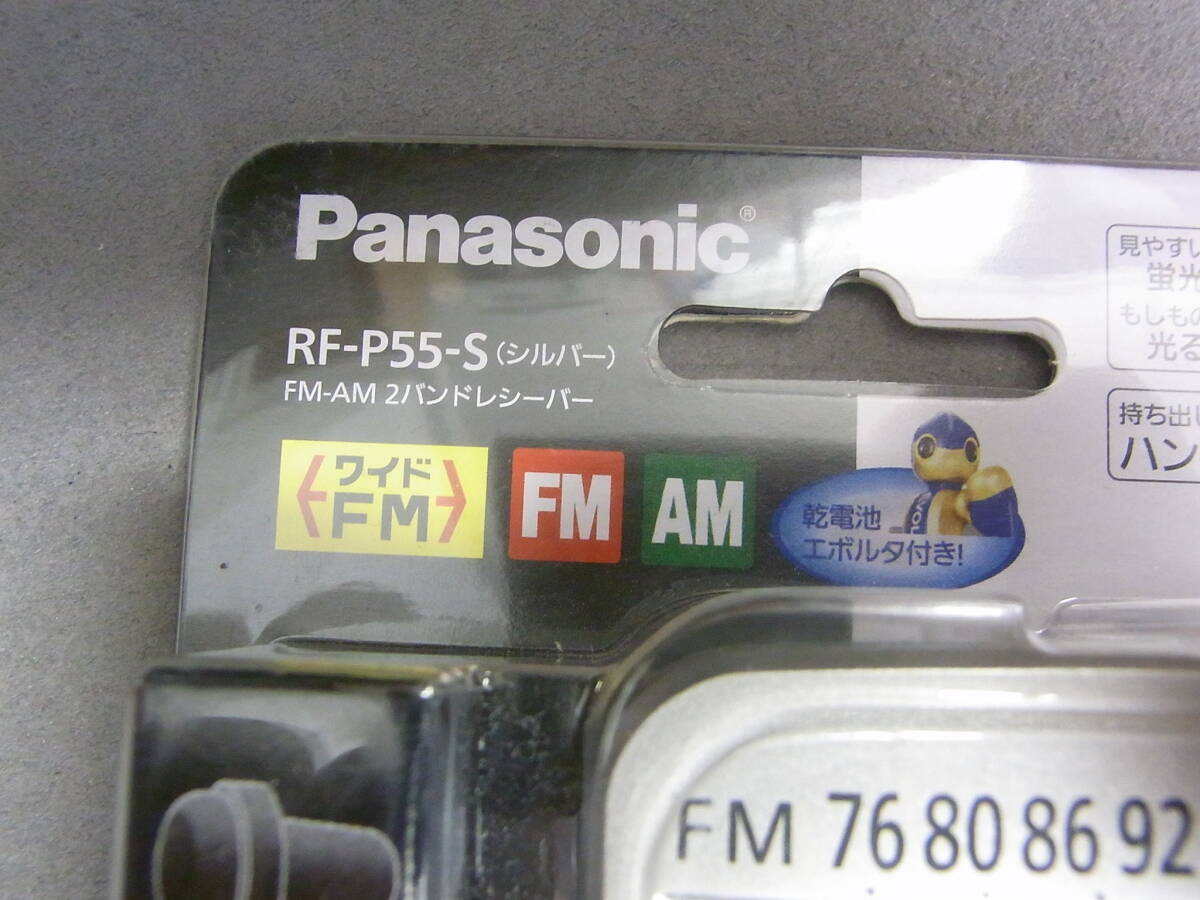 Panasonic®
RF-P55-S（シルバー）
FM-AM 2バンドレシーバー
ワイド
FM
FM
AM
乾電池
エボルタ付き!
見やすい
蛍光
もしもの
光る
持ち出し
ハン
FM 76 80 86 92